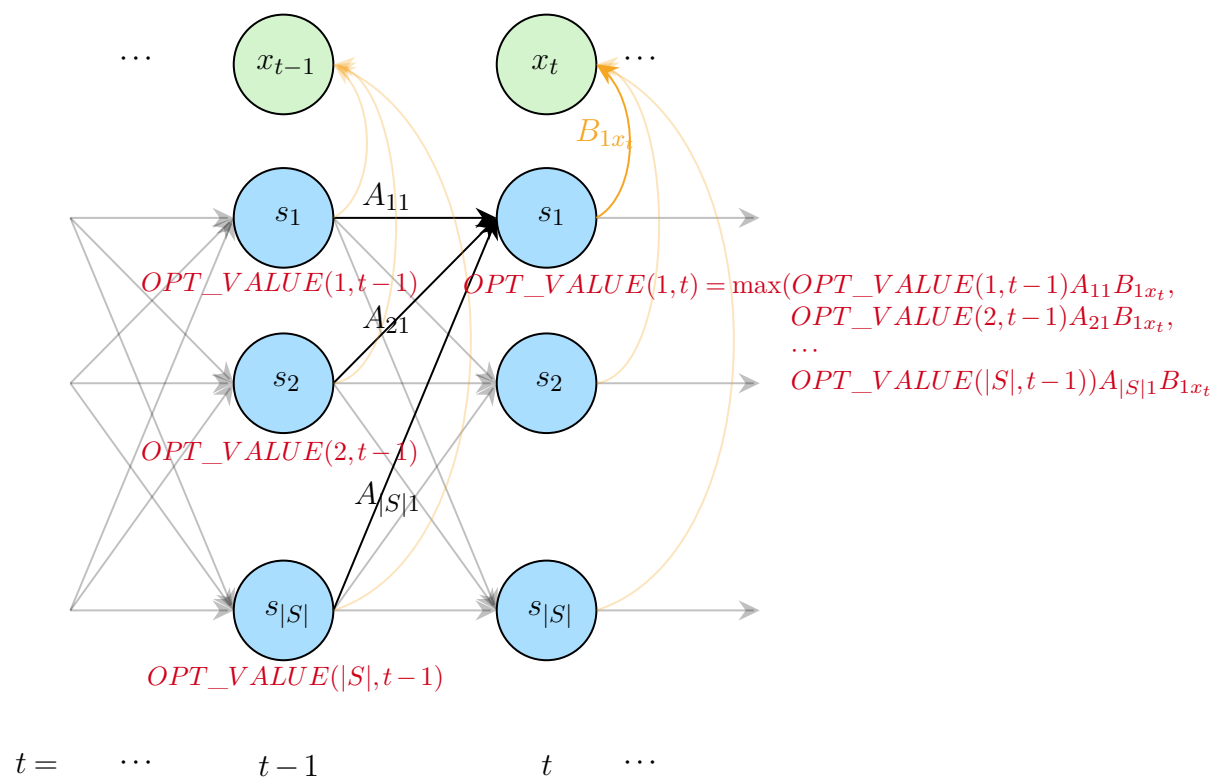 ⋯ x_{t−1} x_t ⋯
B_{1x_t}
s_1 A_{11} s_1
OPT_VALUE(1,t−1) OPT_VALUE(1,t) = max(OPT_VALUE(1,t−1)A_{11}B_{1x_t},
A_{21} OPT_VALUE(2,t−1)A_{21}B_{1x_t},
⋯
s_2 s_2 OPT_VALUE(|S|,t−1))A_{|S|1}B_{1x_t}
OPT_VALUE(2,t−1)
A_{|S|1}
s_{|S|} s_{|S|}
OPT_VALUE(|S|,t−1)
t = ⋯ t−1 t ⋯